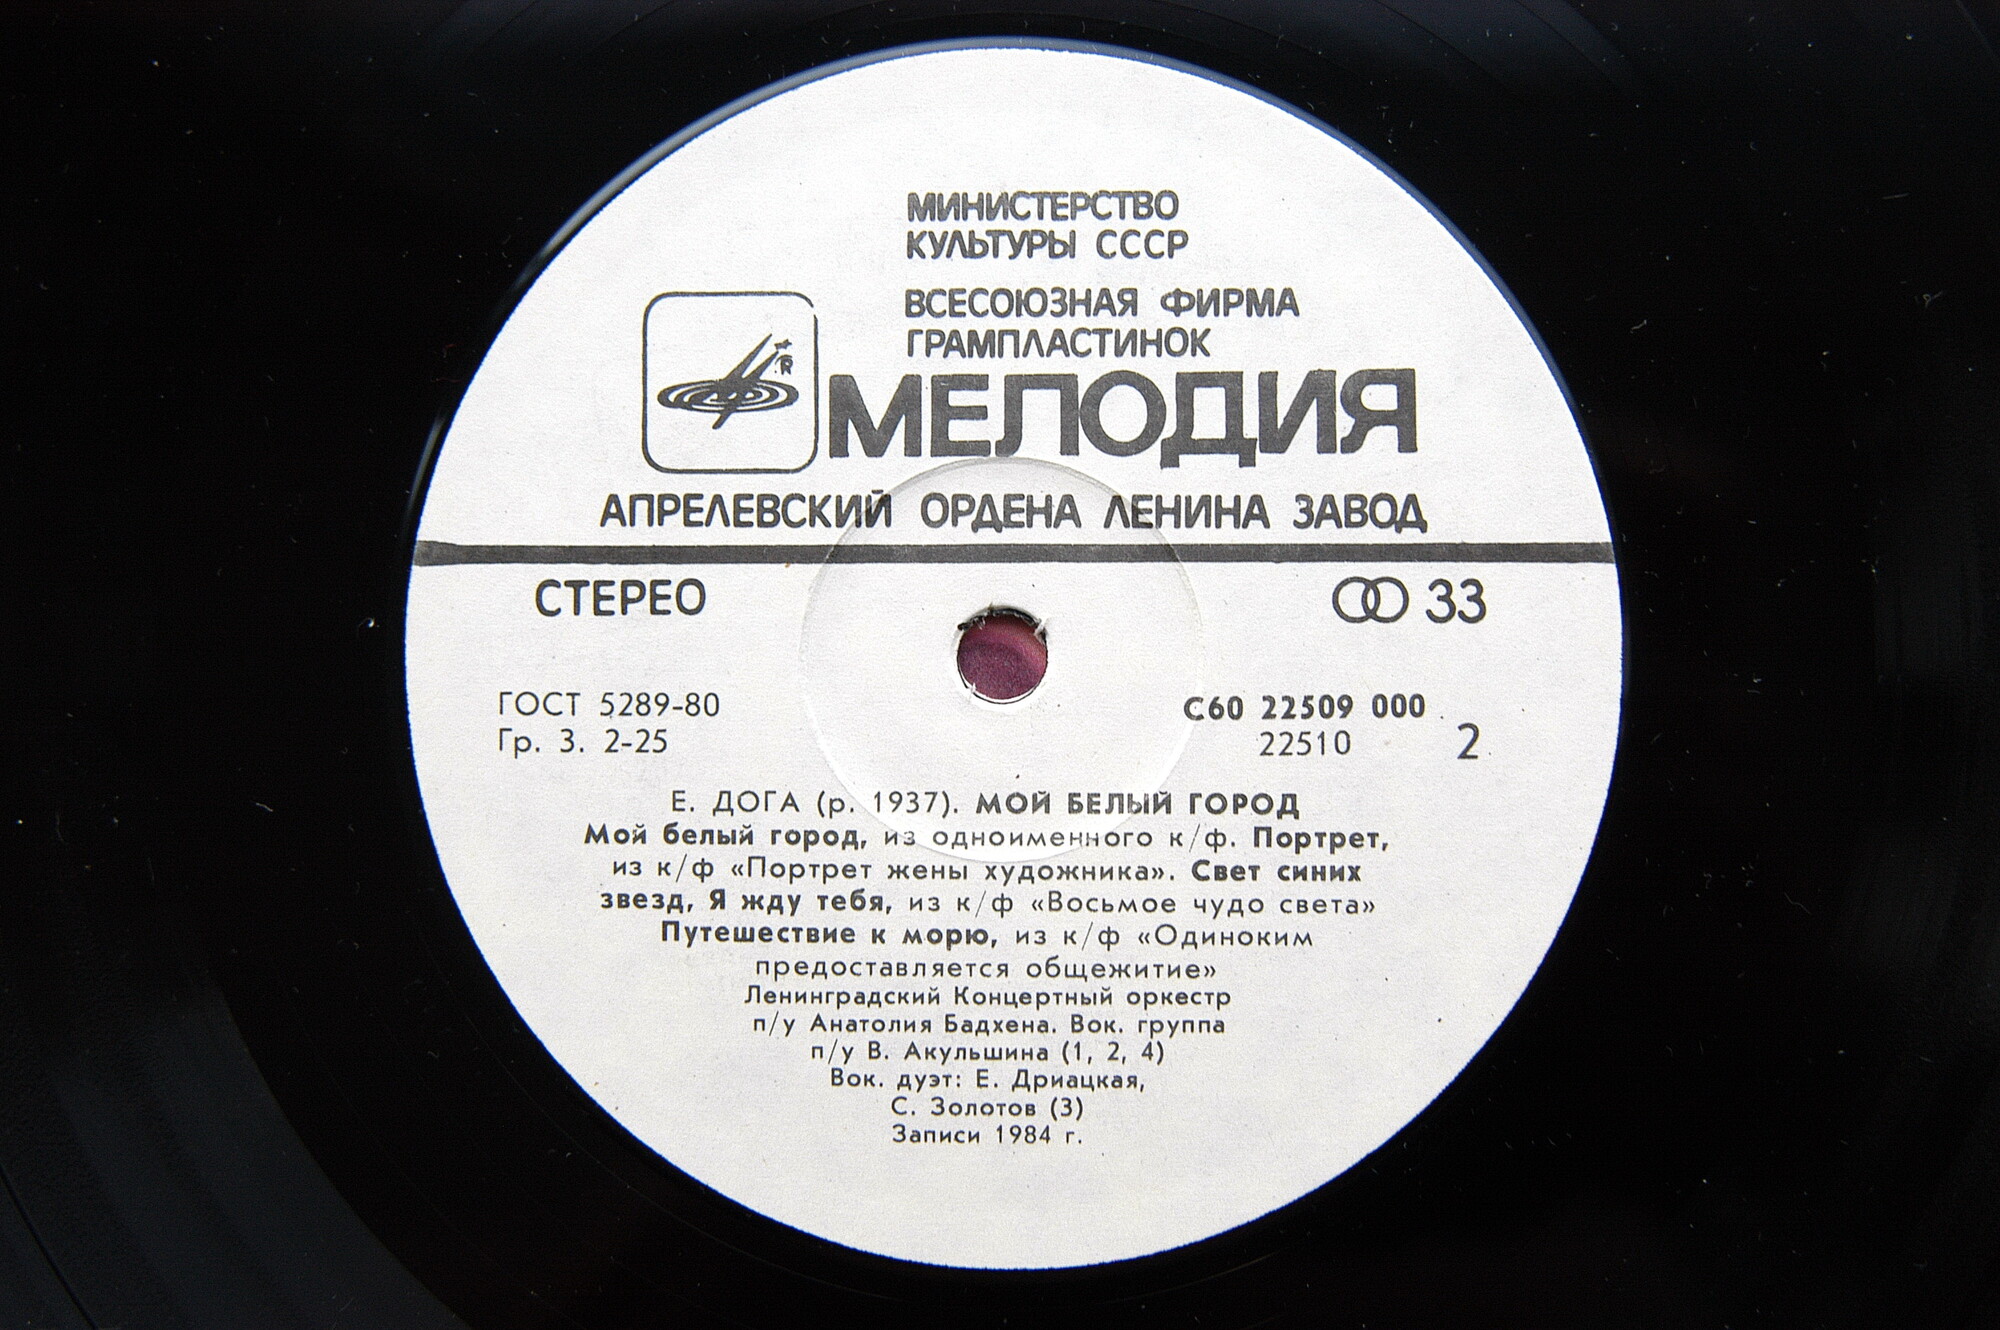 МИНИСТЕРСТВО
КУЛЬТУРЫ СССР
ВСЕСОЮЗНАЯ ФИРМА
ГРАМПЛАСТИНОК
МЕЛОДИЯ
АПРЕЛЕВСКИЙ ОРДЕНА ЛЕНИНА ЗАВОД
СТЕРЕО
33
ГОСТ 5289-80
Гр. 3. 2-25
С60 22509 000
22510 2
Е. ДОГА (р. 1937). МОЙ БЕЛЫЙ ГОРОД
Мой белый город, из одноименного к/ф. Портрет,
из к/ф «Портрет жены художника». Свет синих
звезд, Я жду тебя, из к/ф «Восьмое чудо света»
Путешествие к морю, из к/ф «Одиноким
предоставляется общежитие»
Ленинградский Концертный оркестр
п/у Анатолия Бадхена. Вок. группа
п/у В. Акульшина (1, 2, 4)
Вок. дуэт: Е. Дриацкая,
С. Золотов (3)
Записи 1984 г.